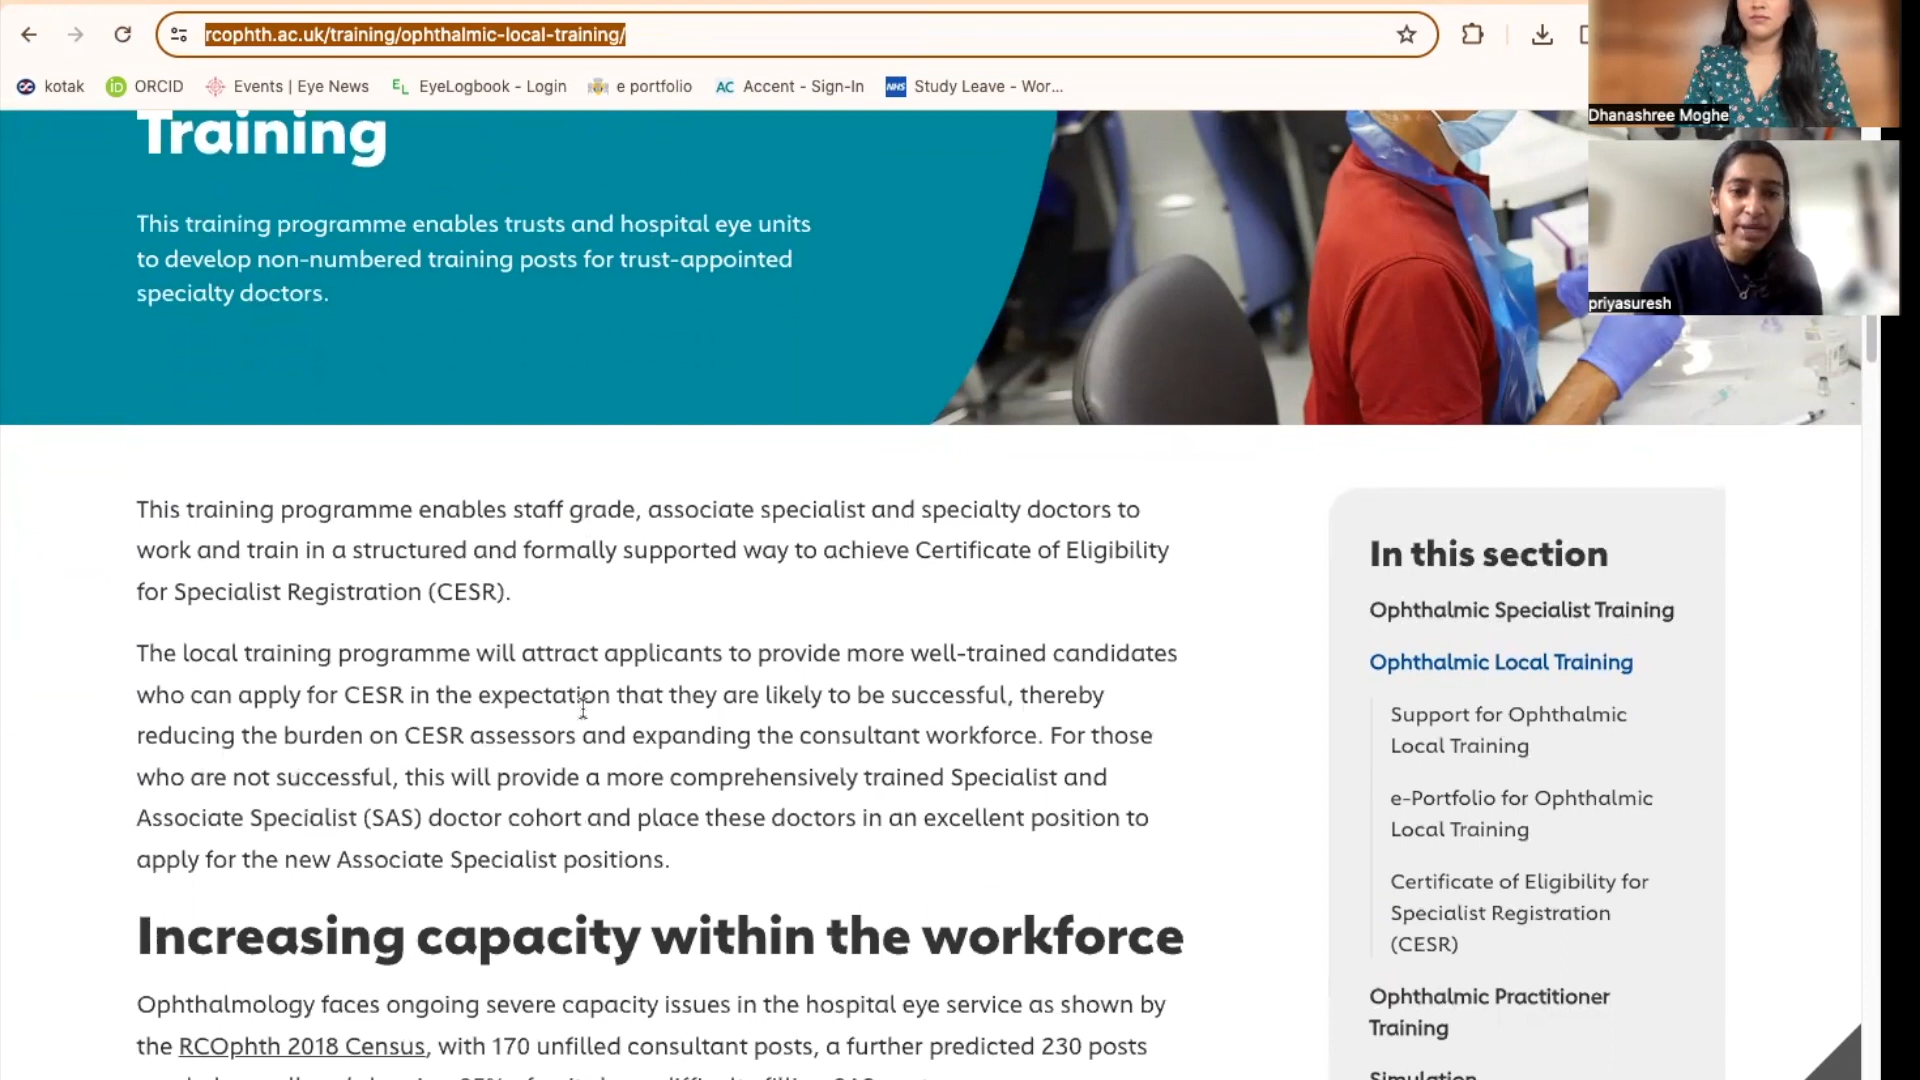 rcophth.ac.uk/training/ophthalmic-local-training/
kotak
ORCID
Events | Eye News
EyeLogbook - Login
e portfolio
AC Accent - Sign-In
NHS Study Leave - Wor...
Dhanashree Moghe
priyasuresh
Training
This training programme enables trusts and hospital eye units
to develop non-numbered training posts for trust-appointed
specialty doctors.
This training programme enables staff grade, associate specialist and specialty doctors to
work and train in a structured and formally supported way to achieve Certificate of Eligibility
for Specialist Registration (CESR).
The local training programme will attract applicants to provide more well-trained candidates
who can apply for CESR in the expectation that they are likely to be successful, thereby
reducing the burden on CESR assessors and expanding the consultant workforce. For those
who are not successful, this will provide a more comprehensively trained Specialist and
Associate Specialist (SAS) doctor cohort and place these doctors in an excellent position to
apply for the new Associate Specialist positions.
Increasing capacity within the workforce
Ophthalmology faces ongoing severe capacity issues in the hospital eye service as shown by
the RCOphth 2018 Census, with 170 unfilled consultant posts, a further predicted 230 posts
In this section
Ophthalmic Specialist Training
Ophthalmic Local Training
Support for Ophthalmic
Local Training
e-Portfolio for Ophthalmic
Local Training
Certificate of Eligibility for
Specialist Registration
(CESR)
Ophthalmic Practitioner
Training
Simulation